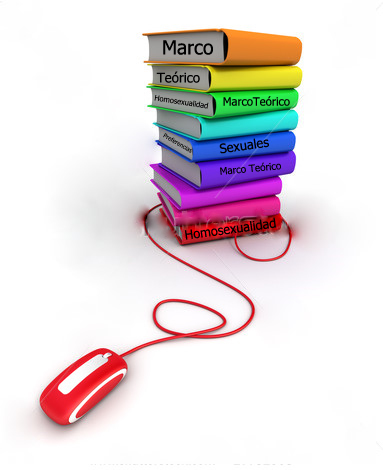 Marco
Teórico
Homosexualidad
MarcoTeórico
Preferencias
Sexuales
Marco Teórico
Homosexualidad